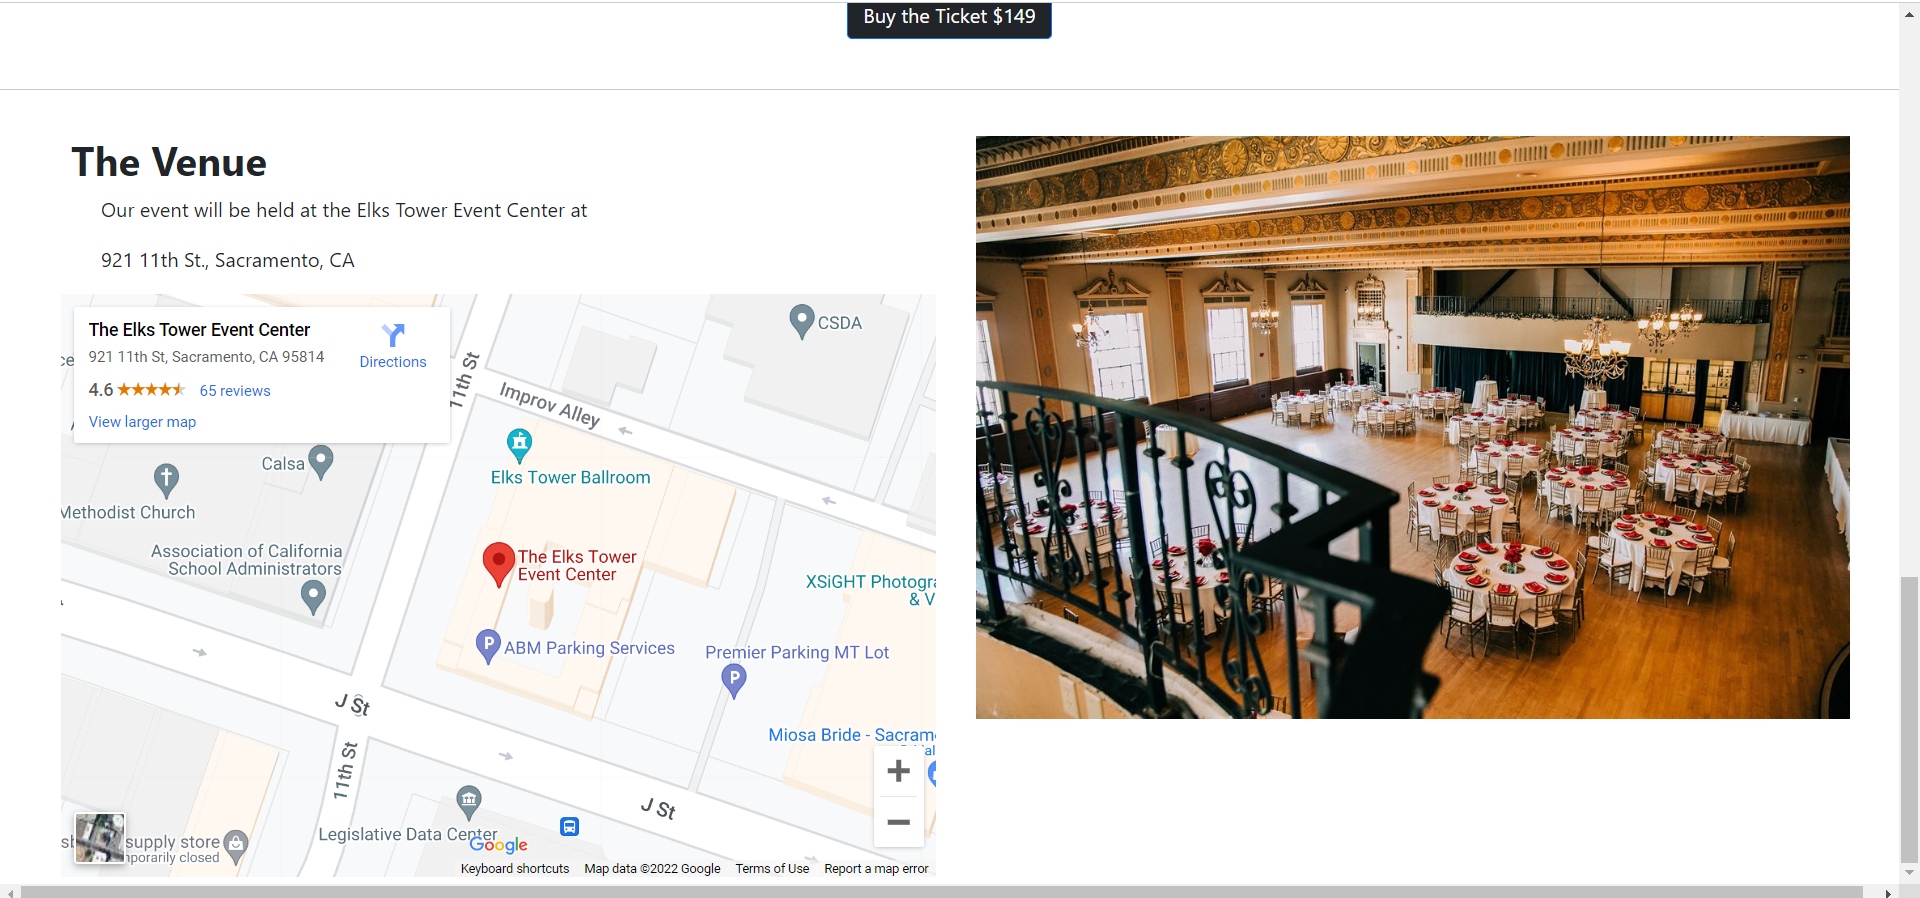 Buy the Ticket $149
The Venue
Our event will be held at the Elks Tower Event Center at
921 11th St., Sacramento, CA
The Elks Tower Event Center
921 11th St, Sacramento, CA 95814
4.6
65 reviews
View larger map
Directions
CSDA
11th St
Improv Alley
Calsa
Elks Tower Ballroom
Methodist Church
Association of California
School Administrators
The Elks Tower
Event Center
XSiGHT Photogra
& V
P
ABM Parking Services
Premier Parking MT Lot
P
J St
Miosa Bride - Sacram
11th St
J St
Legislative Data Center
supply store
mporarily closed
Google
Keyboard shortcuts
Map data ©2022 Google
Terms of Use
Report a map error